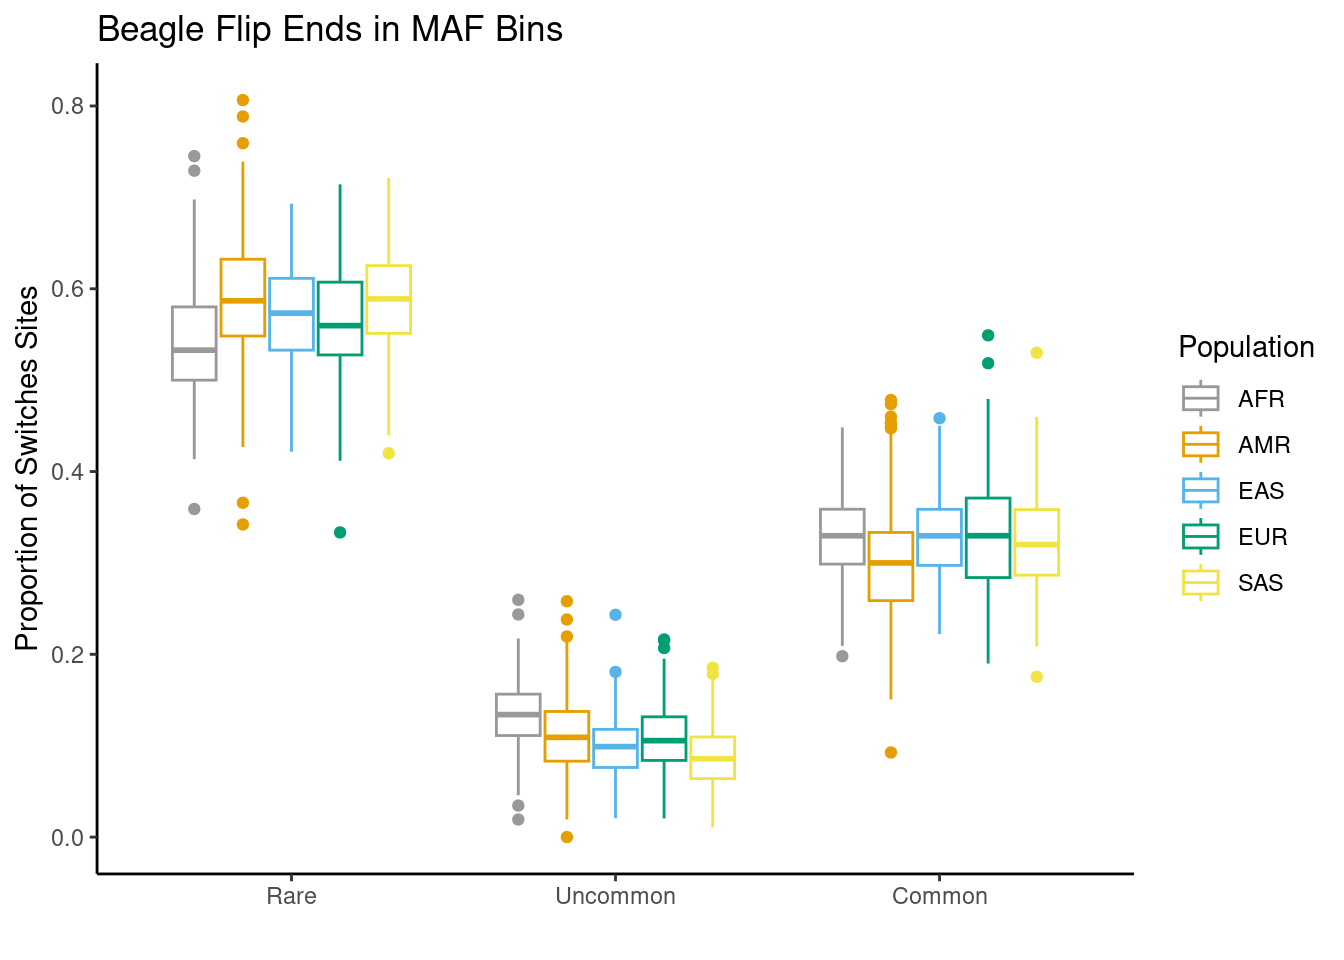 Beagle Flip Ends in MAF Bins
Proportion of Switches Sites
0.8
0.6
0.4
0.2
0.0
Rare
Uncommon
Common
Population
AFR
AMR
EAS
EUR
SAS